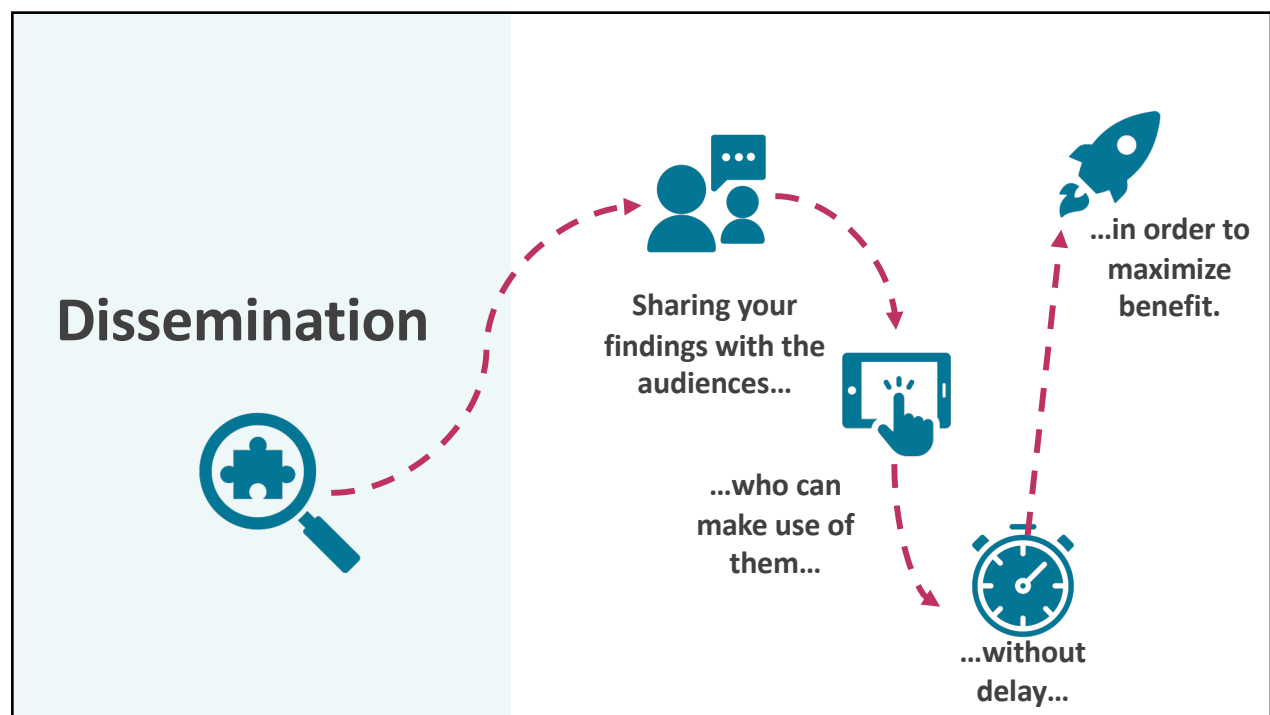 Dissemination
Sharing your
findings with the
audiences…
…who can
make use of
them…
…without
delay…
…in order to
maximize
benefit.